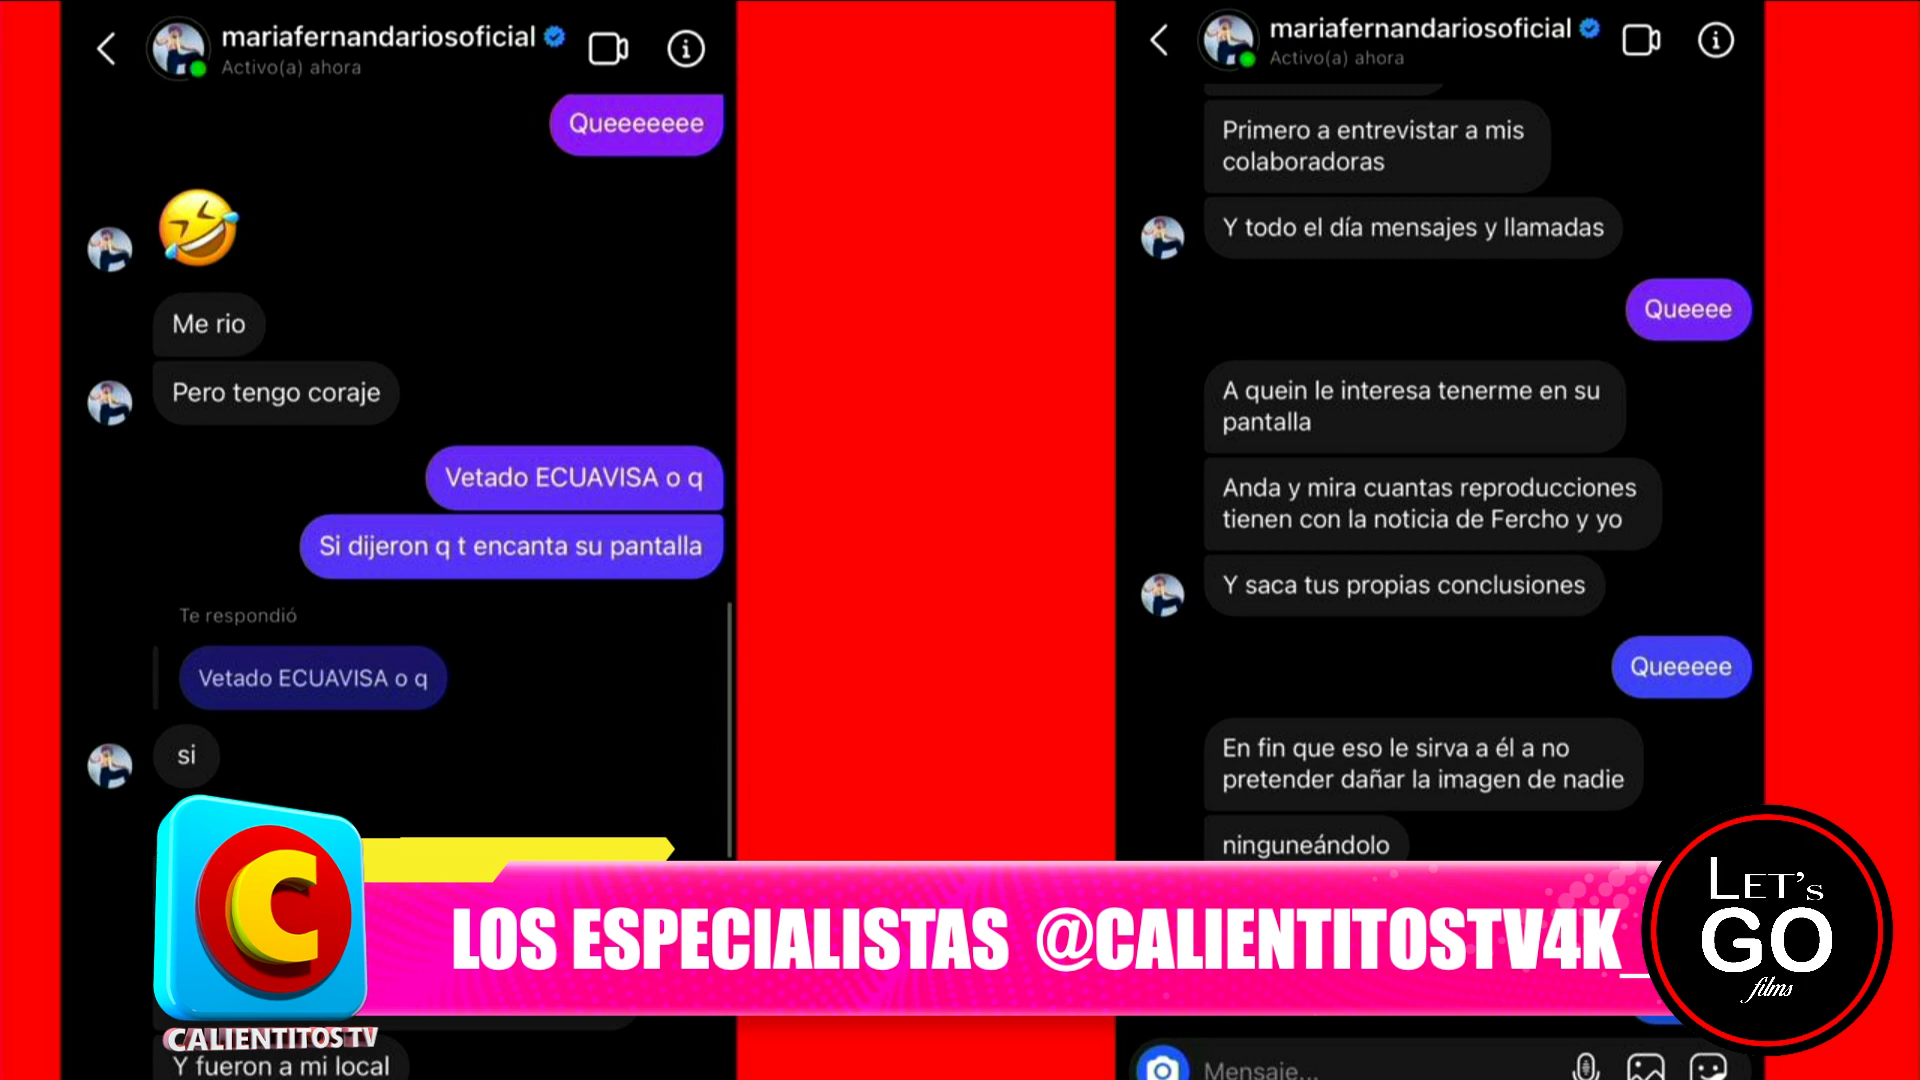 mariafernandariosoficial
Activo(a) ahora
Queeeeeee
Me rio
Pero tengo coraje
Vetado ECUAVISA o q
Si dijeron q t encanta su pantalla
Te respondió
Vetado ECUAVISA o q
si
Y fueron a mi local
mariafernandariosoficial
Activo(a) ahora
Primero a entrevistar a mis
colaboradoras
Y todo el día mensajes y llamadas
Queeee
A quein le interesa tenerme en su
pantalla
Anda y mira cuantas reproducciones
tienen con la noticia de Fercho y yo
Y saca tus propias conclusiones
Queeeee
En fin que eso le sirva a él a no
pretender dañar la imagen de nadie
ninguneándolo
Mensaje...
C
CALIENTITOSTV
LOS ESPECIALISTAS @CALIENTITOSTV4K_
LET'S
GO
films